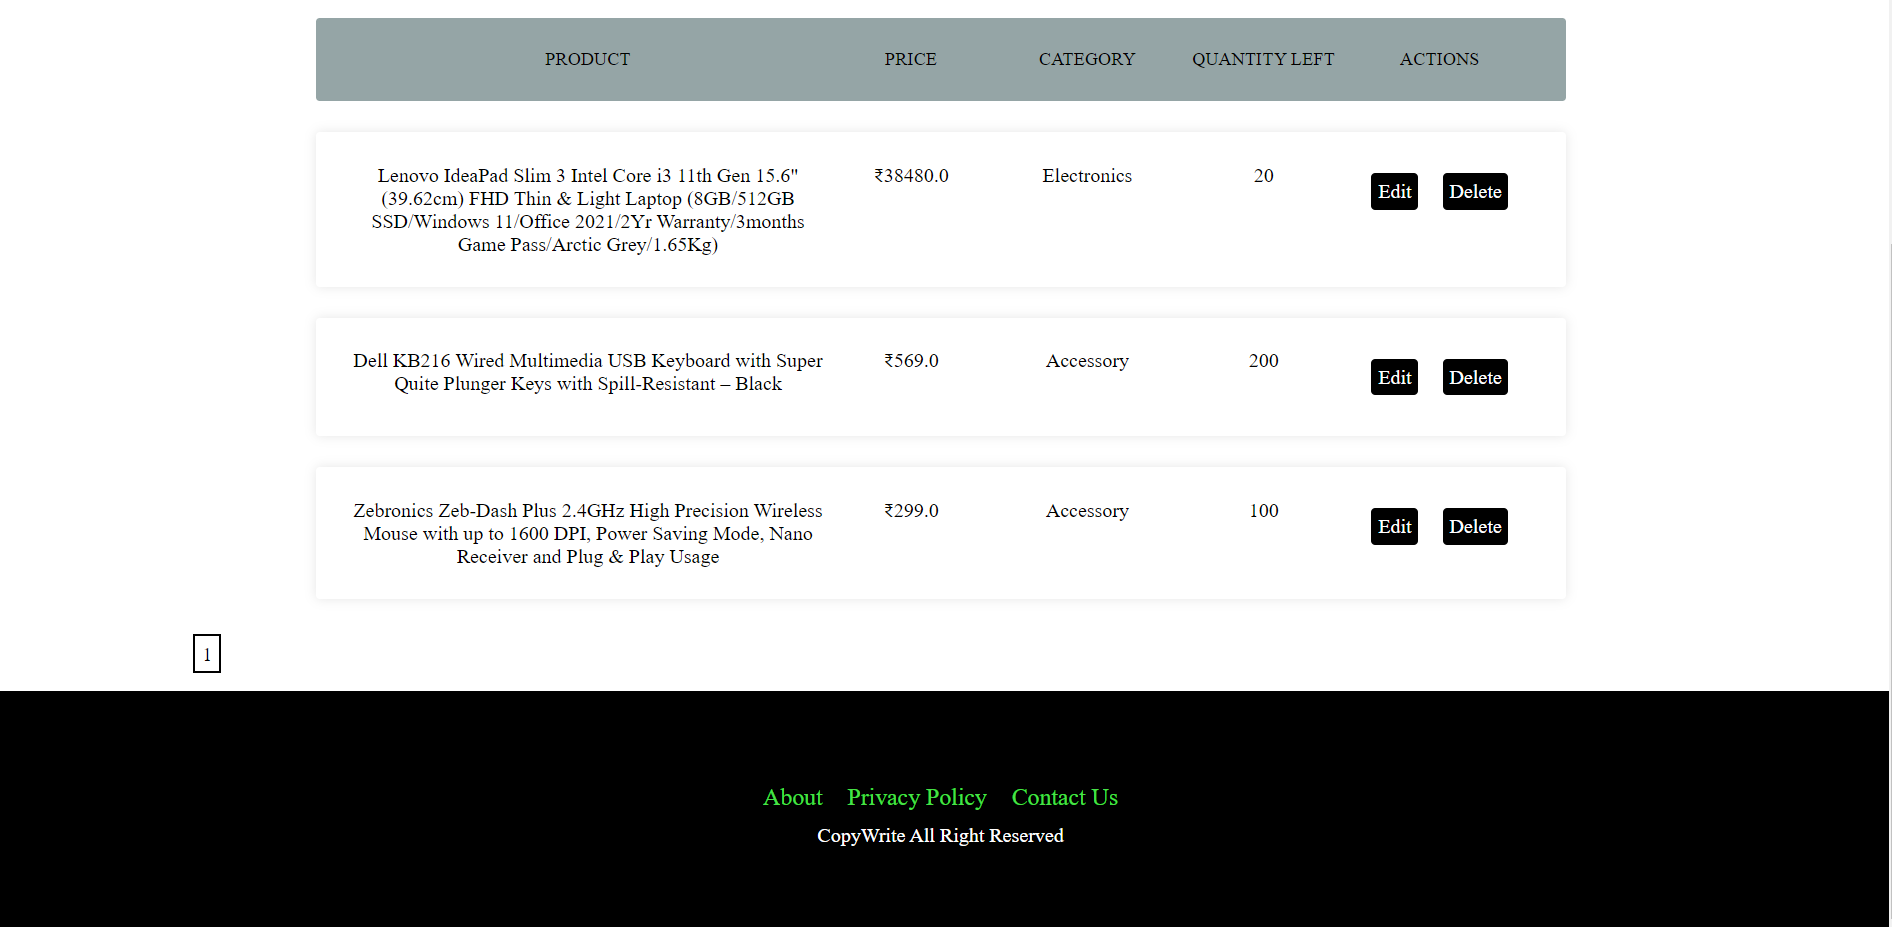 PRODUCT PRICE CATEGORY QUANTITY LEFT ACTIONS
Lenovo IdeaPad Slim 3 Intel Core i3 11th Gen 15.6" ₹38480.0 Electronics 20 Edit Delete
(39.62cm) FHD Thin & Light Laptop (8GB/512GB
SSD/Windows 11/Office 2021/2Yr Warranty/3months
Game Pass/Arctic Grey/1.65Kg)
Dell KB216 Wired Multimedia USB Keyboard with Super ₹569.0 Accessory 200 Edit Delete
Quite Plunger Keys with Spill-Resistant – Black
Zebronics Zeb-Dash Plus 2.4GHz High Precision Wireless ₹299.0 Accessory 100 Edit Delete
Mouse with up to 1600 DPI, Power Saving Mode, Nano
Receiver and Plug & Play Usage
1
About Privacy Policy Contact Us
CopyWrite All Right Reserved